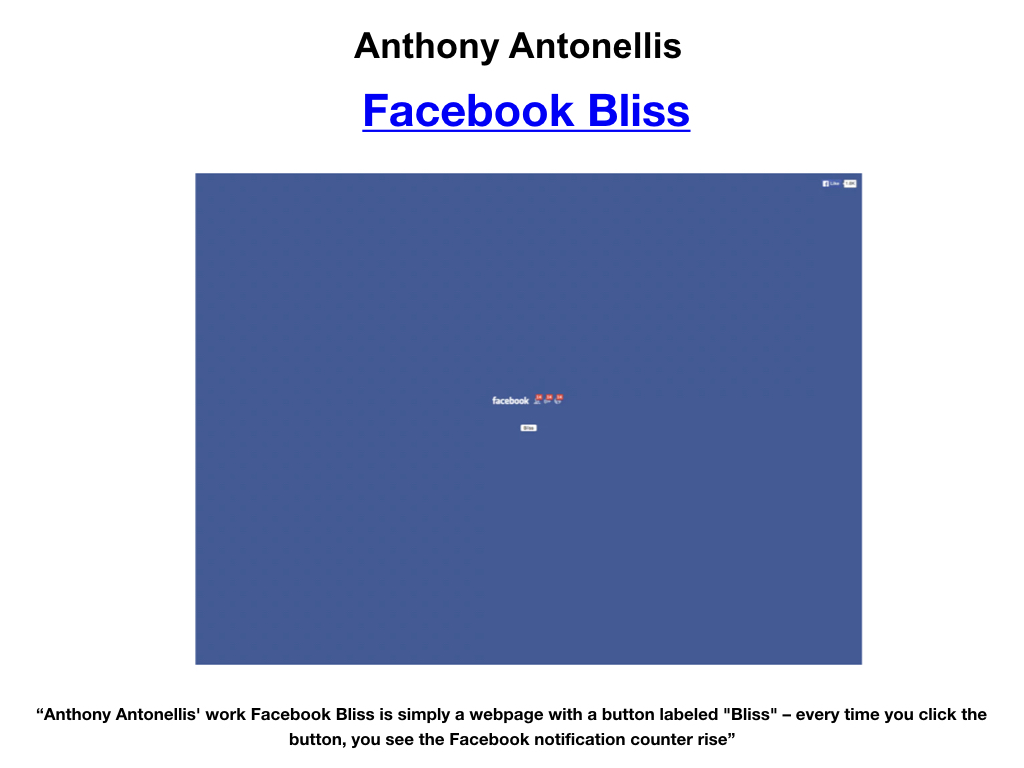 Anthony Antonellis
Facebook Bliss
Like
facebook
Bliss
“Anthony Antonellis' work Facebook Bliss is simply a webpage with a button labeled "Bliss" – every time you click the
button, you see the Facebook notification counter rise”